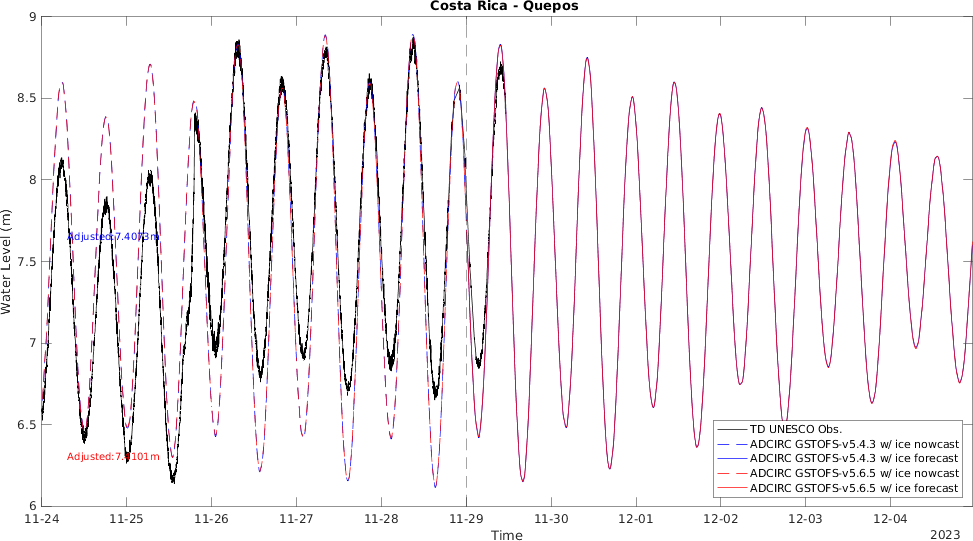 Costa Rica - Quepos
Water Level (m)
9
8.5
8
7.5
7
6.5
6
Adjusted:7.4073m
11-24
11-25
11-26
11-27
11-28
11-29
11-30
12-01
12-02
12-03
12-04
Time
2023
TD UNESCO Obs.
ADCIRC GSTOFS-v5.4.3 w/ ice nowcast
ADCIRC GSTOFS-v5.4.3 w/ ice forecast
ADCIRC GSTOFS-v5.6.5 w/ ice nowcast
ADCIRC GSTOFS-v5.6.5 w/ ice forecast